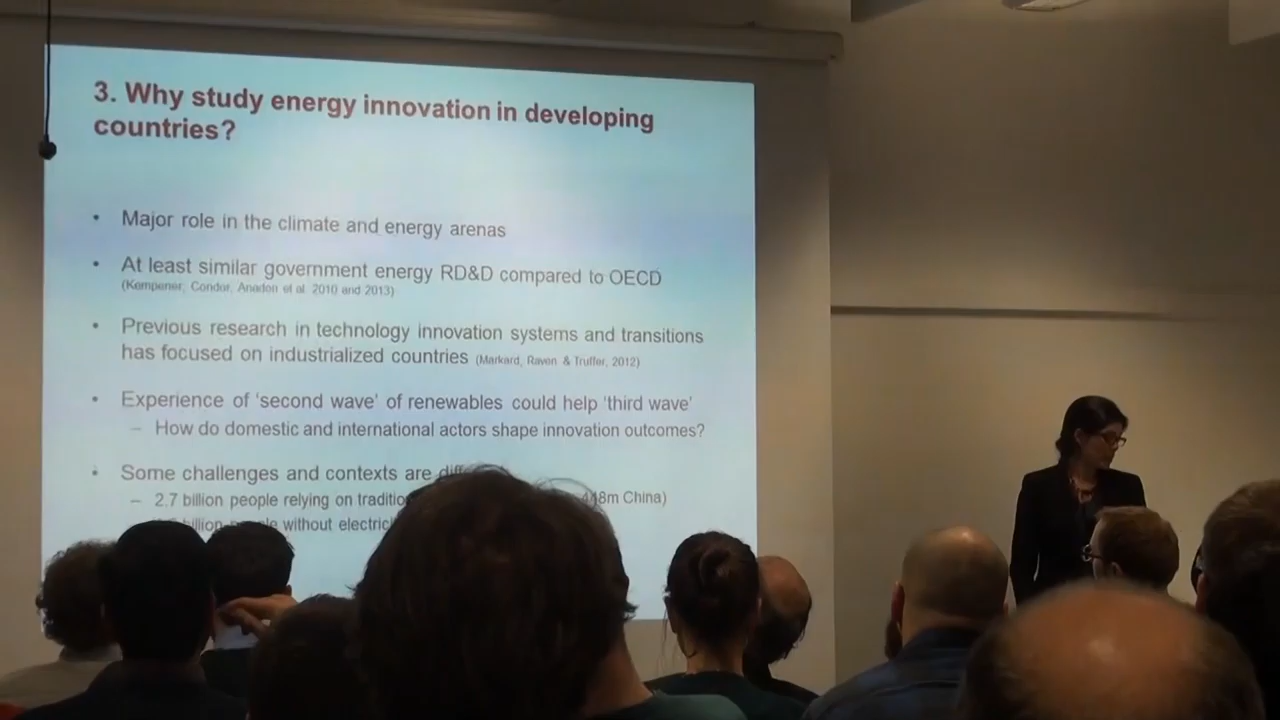 3. Why study energy innovation in developing
countries?
• Major role in the climate and energy arenas
• At least similar government energy RD&D compared to OECD
(Kempener, Condor, Anadon et al. 2010 and 2013)
• Previous research in technology innovation systems and transitions
has focused on industrialized countries (Markard, Raven & Truffer, 2012)
• Experience of ‘second wave’ of renewables could help ‘third wave’
– How do domestic and international actors shape innovation outcomes?
• Some challenges and contexts are
– 2.7 billion people relying on China)
billion without